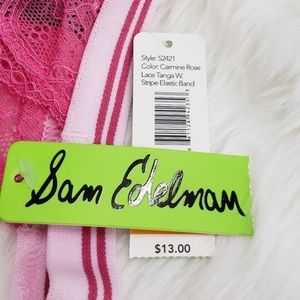 Style: S2421
Color: Carmine Rose
Lace Tanga W.
Stripe Elastic Band
Sam Edelman
$13.00